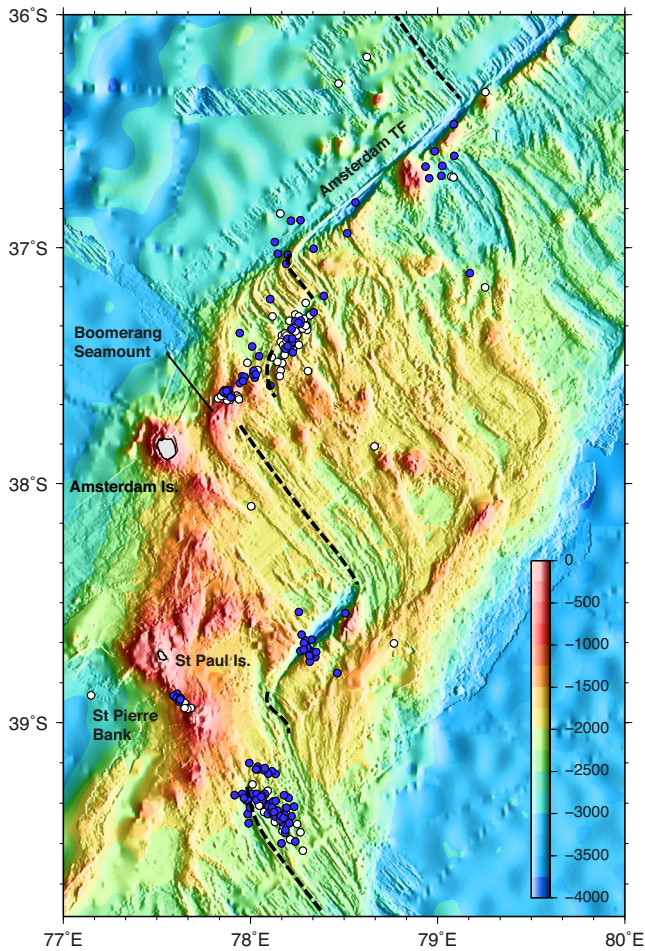 36°S
Amsterdam TF
37°S
Boomerang
Seamount
38°S
Amsterdam Is.
0
−500
−1000
−1500
−2000
−2500
−3000
−3500
−4000
St Paul Is.
39°S
St Pierre
Bank
77°E
78°E
79°E
80°E